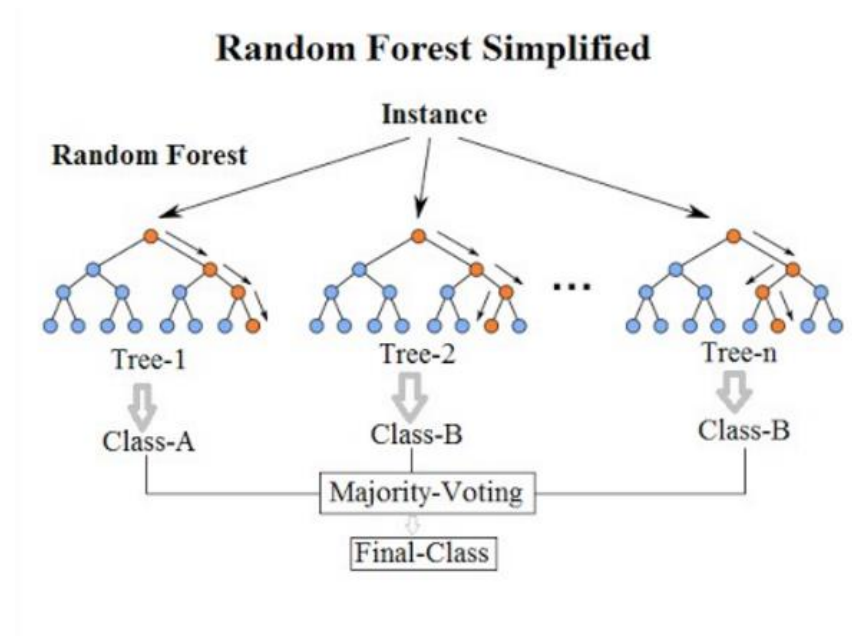 Random Forest Simplified
Instance
Random Forest
...
Tree-1
Tree-2
Tree-n
Class-A
Class-B
Class-B
Majority-Voting
Final-Class